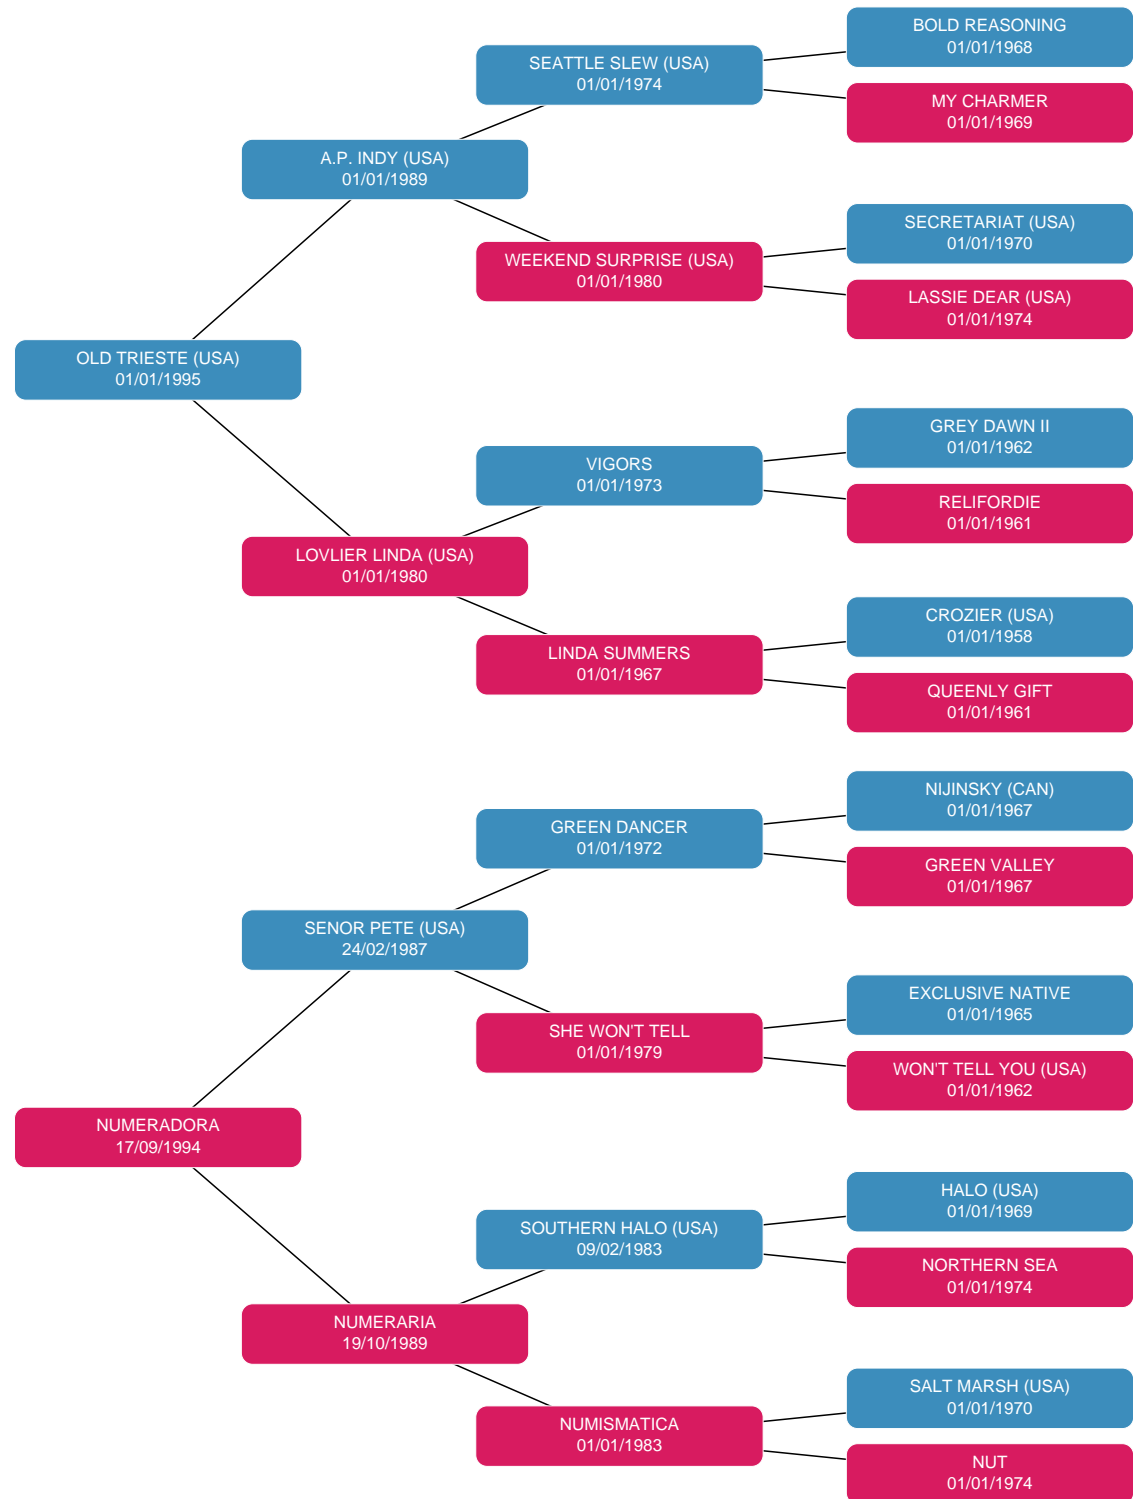 BOLD REASONING
01/01/1968
SEATTLE SLEW (USA)
01/01/1974
MY CHARMER
01/01/1969
A.P. INDY (USA)
01/01/1989
SECRETARIAT (USA)
01/01/1970
WEEKEND SURPRISE (USA)
01/01/1980
LASSIE DEAR (USA)
01/01/1974
OLD TRIESTE (USA)
01/01/1995
GREY DAWN II
01/01/1962
VIGORS
01/01/1973
RELIFORDIE
01/01/1961
LOVLIER LINDA (USA)
01/01/1980
CROZIER (USA)
01/01/1958
LINDA SUMMERS
01/01/1967
QUEENLY GIFT
01/01/1961
NIJINSKY (CAN)
01/01/1967
GREEN DANCER
01/01/1972
GREEN VALLEY
01/01/1967
SENOR PETE (USA)
24/02/1987
EXCLUSIVE NATIVE
01/01/1965
SHE WON'T TELL
01/01/1979
WON'T TELL YOU (USA)
01/01/1962
NUMERADORA
17/09/1994
HALO (USA)
01/01/1969
SOUTHERN HALO (USA)
09/02/1983
NORTHERN SEA
01/01/1974
NUMERARIA
19/10/1989
SALT MARSH (USA)
01/01/1970
NUMISMATICA
01/01/1983
NUT
01/01/1974